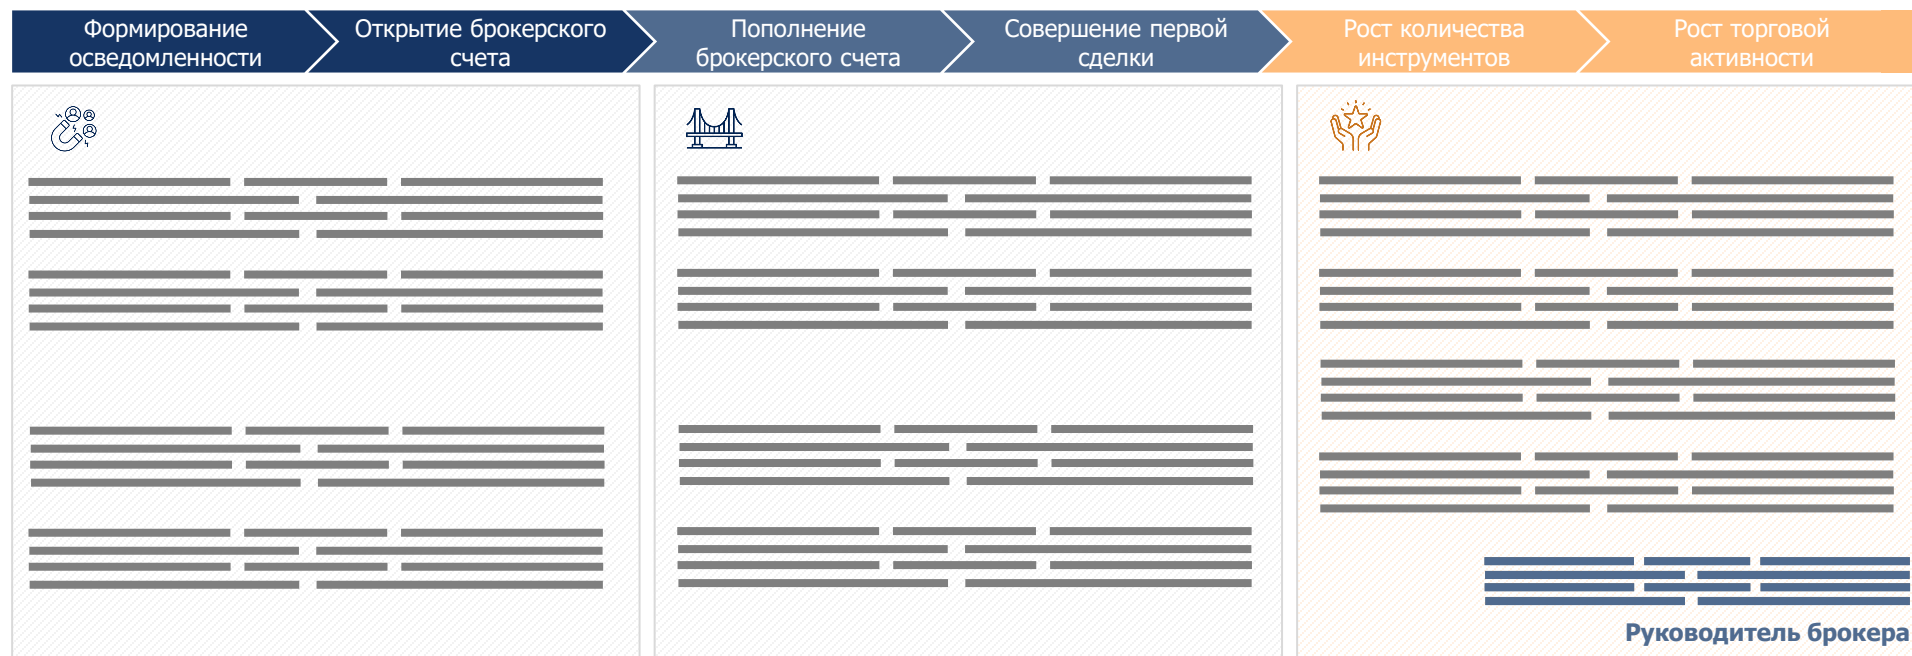 Формирование
осведомленности
Открытие брокерского
счета
Пополнение
брокерского счета
Совершение первой
сделки
Рост количества
инструментов
Рост торговой
активности
Руководитель брокера